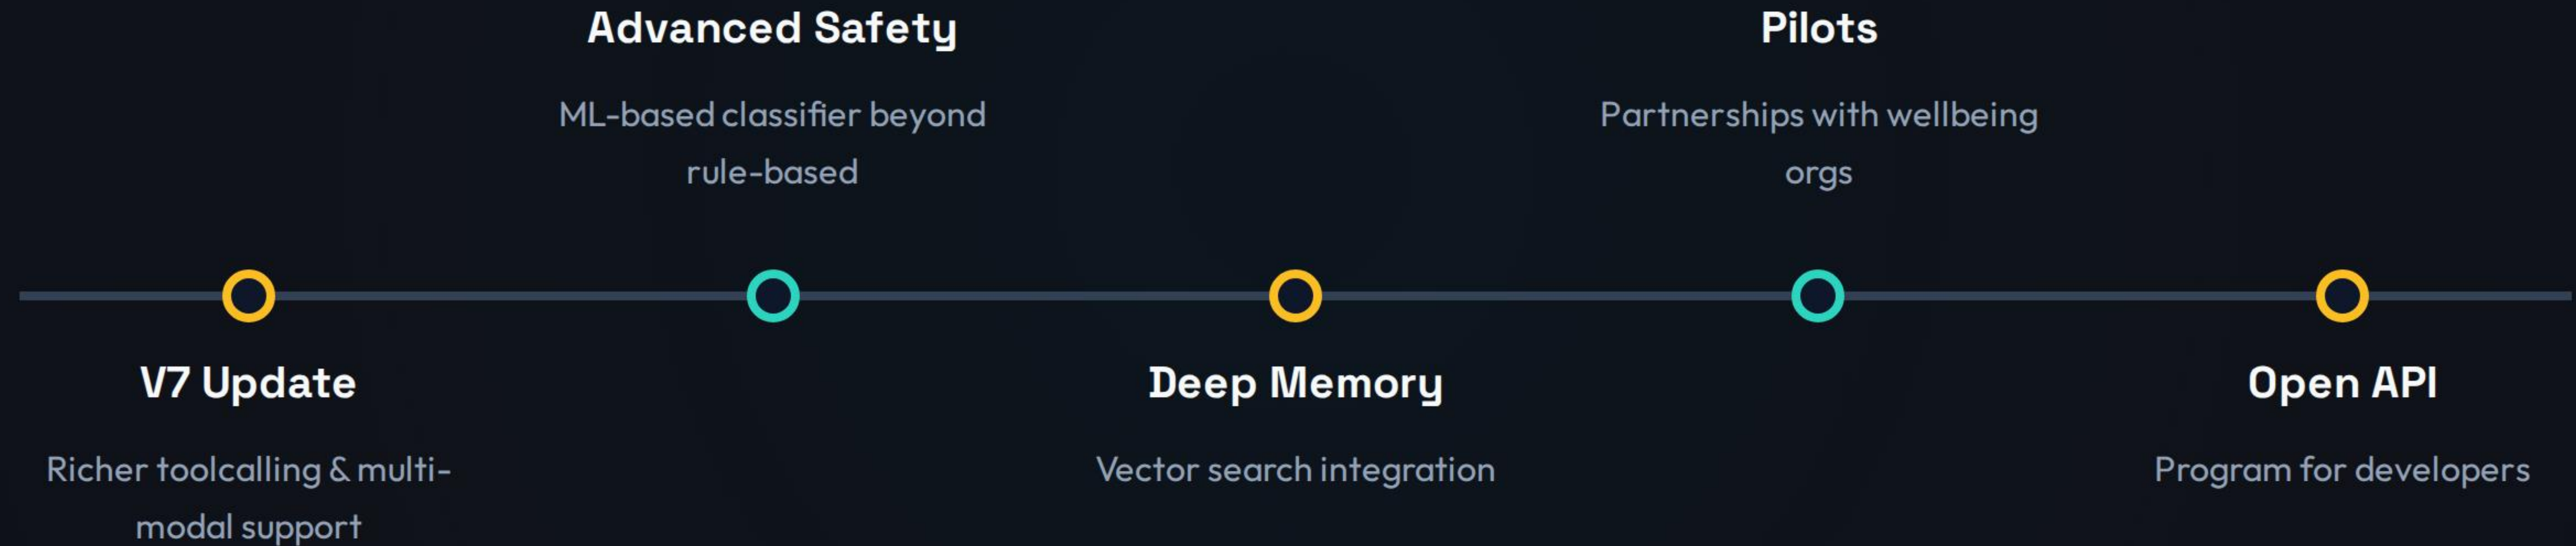 Advanced Safety
ML-based classifier beyond
rule-based
Pilots
Partnerships with wellbeing
orgs
V7 Update
Richer toolcalling & multi-
modal support
Deep Memory
Vector search integration
Open API
Program for developers